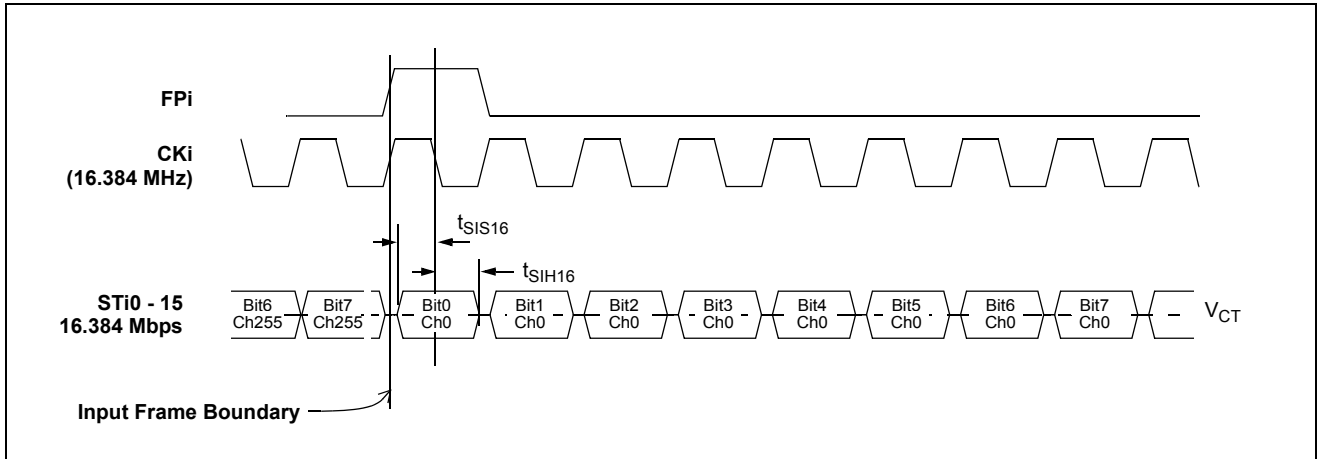 FPi
CKi
(16.384 MHz)
tSIS16
tSIH16
STi0 - 15
16.384 Mbps
Bit6
Ch255
Bit7
Ch255
Bit0
Ch0
Bit1
Ch0
Bit2
Ch0
Bit3
Ch0
Bit4
Ch0
Bit5
Ch0
Bit6
Ch0
Bit7
Ch0
VCT
Input Frame Boundary